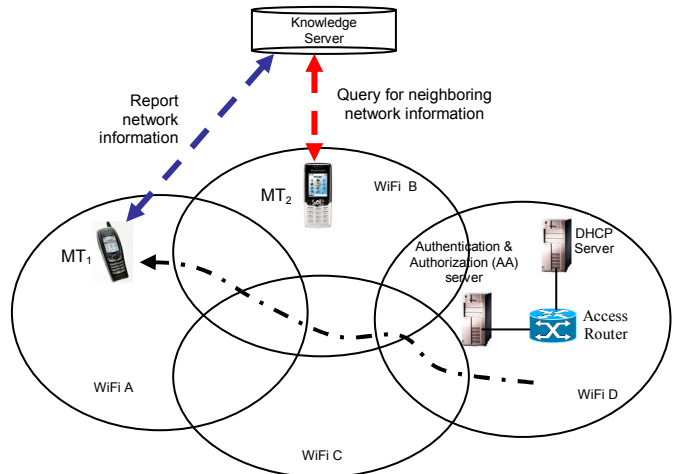 Knowledge
Server
Report
network
information
Query for neighboring
network information
MT2
WiFi B
MT1
Authentication &
Authorization (AA)
server
DHCP
Server
Access
Router
WiFi A
WiFi D
WiFi C